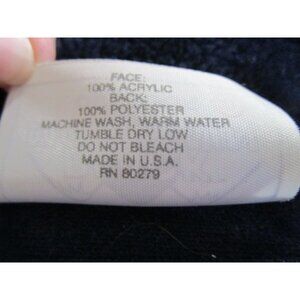 FACE:
100% ACRYLIC
BACK:
100% POLYESTER
MACHINE WASH, WARM WATER
TUMBLE DRY LOW
DO NOT BLEACH
MADE IN U.S.A.
RN 80279